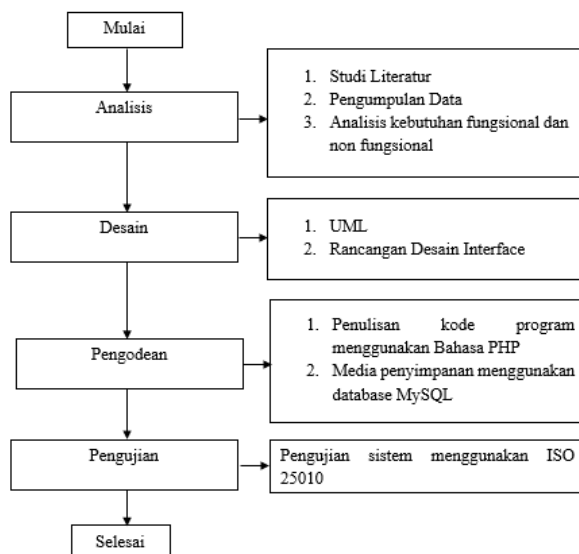 Mulai
Analisis
1. Studi Literatur
2. Pengumpulan Data
3. Analisis kebutuhan fungsional dan
non fungsional
Desain
1. UML
2. Rancangan Desain Interface
Pengodean
1. Penulisan kode program
menggunakan Bahasa PHP
2. Media penyimpanan menggunakan
database MySQL
Pengujian
Pengujian sistem menggunakan ISO
25010
Selesai